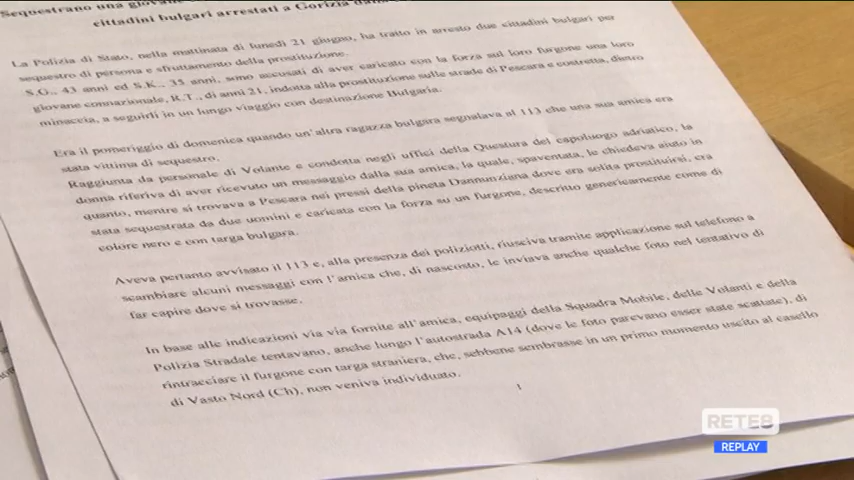 Sequestrano una giovane
cittadini bulgari arrestati a Gorizia
La Polizia di Stato, nella mattinata di lunedì 21 giugno, ha tratto in arresto due cittadini bulgari per
sequestro di persona e sfruttamento della prostituzione.
S.G., 43 anni ed S.K., 35 anni, sono accusati di aver caricato con la forza sul loro furgone una loro
giovane connazionale, R.T., di anni 21, indotta alla prostituzione sulle strade di Pescara e costretta, dietro
minaccia, a seguirli in un lungo viaggio con destinazione Bulgaria.
Era il pomeriggio di domenica quando un'altra ragazza bulgara segnalava al 113 che una sua amica era
stata vittima di sequestro.
Raggiunta da personale di Volante e condotta negli uffici della Questura del capoluogo adriatico, la
donna riferiva di aver ricevuto un messaggio dalla sua amica, la quale, spaventata, le chiedeva aiuto in
quanto, mentre si trovava a Pescara nei pressi della pineta Dannunziana dove era solita prostituirsi, era
stata sequestrata da due uomini e caricata con la forza su un furgone, descritto genericamente come di
colore nero e con targa bulgara.
Aveva pertanto avvisato il 113 e, alla presenza dei poliziotti, riusciva tramite applicazione sul telefono a
scambiare alcuni messaggi con l'amica che, di nascosto, le inviava anche qualche foto nel tentativo di
far capire dove si trovasse.
In base alle indicazioni via via fornite all'amica, equipaggi della Squadra Mobile, delle Volanti e della
Polizia Stradale tentavano, anche lungo l'autostrada A14 (dove le foto parevano esser state scattate), di
rintracciare il furgone con targa straniera, che, sebbene sembrasse in un primo momento uscito al casello
di Vasto Nord (Ch), non veniva individuato.
1
RETE8
REPLAY